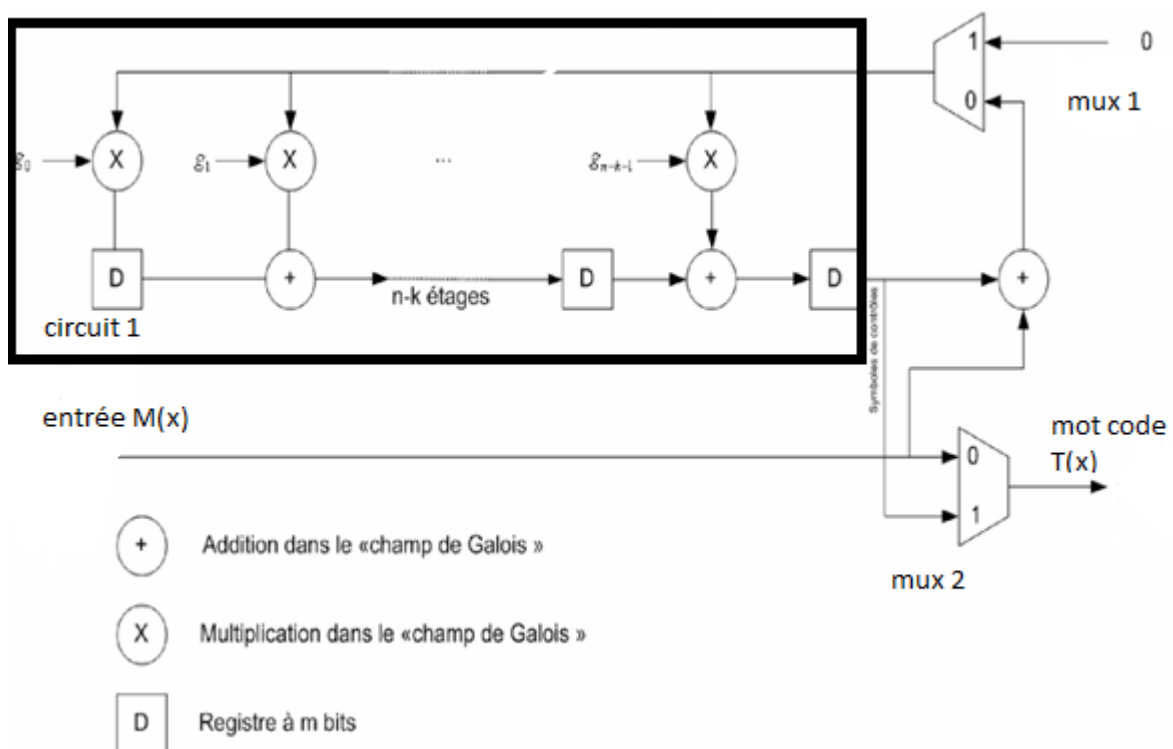 1 0
0 mux 1
X X X
g₀ g₁ ... gₙ₋ₖ₋₁
D + D + D +
n-k étages
circuit 1
Symboles de contrôles
entrée M(x)
mot code
T(x)
0
1
mux 2
+ Addition dans le «champ de Galois »
X Multiplication dans le «champ de Galois »
D Registre à m bits